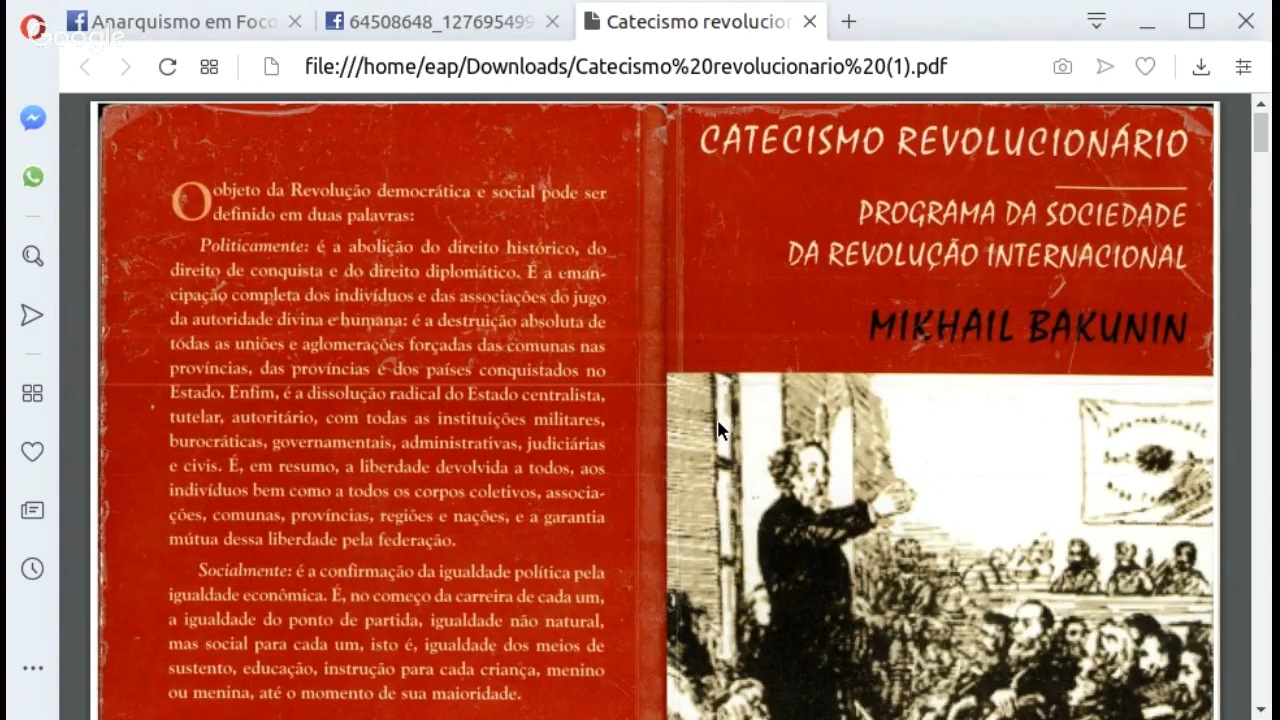 Anarquismo em Foco
64508648_127695499
Catecismo revolucior
Google
file:///home/eap/Downloads/Catecismo%20revolucionario%20(1).pdf
O objeto da Revolução democrática e social pode ser
definido em duas palavras:
Politicamente: é a abolição do direito histórico, do
direito de conquista e do direito diplomático. É a eman-
cipação completa dos indivíduos e das associações do jugo
da autoridade divina e humana: é a destruição absoluta de
todas as uniões e aglomerações forçadas das comunas nas
províncias, das províncias e dos países conquistados no
Estado. Enfim, é a dissolução radical do Estado centralista,
tutelar, autoritário, com todas as instituições militares,
burocráticas, governamentais, administrativas, judiciárias
e civis. É, em resumo, a liberdade devolvida a todos, aos
indivíduos bem como a todos os corpos coletivos, associa-
ções, comunas, províncias, regiões e nações, e a garantia
mútua dessa liberdade pela federação.
Socialmente: é a confirmação da igualdade política pela
igualdade econômica. É, no começo da carreira de cada um,
a igualdade do ponto de partida, igualdade não natural,
mas social para cada um, isto é, igualdade dos meios de
sustento, educação, instrução para cada criança, menino
ou menina, até o momento de sua maioridade.
CATECISMO REVOLUCIONÁRIO
PROGRAMA DA SOCIEDADE
DA REVOLUÇÃO INTERNACIONAL
MIKHAIL BAKUNIN